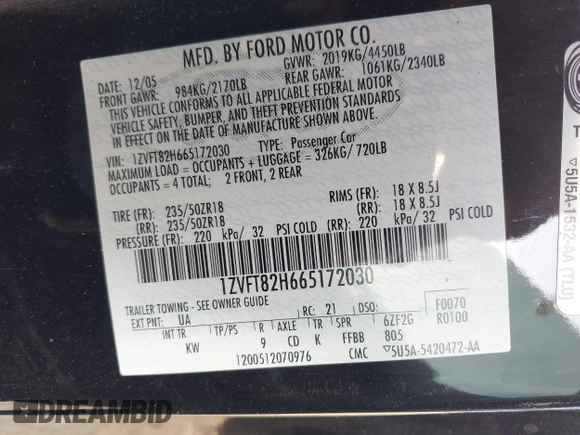 MFD. BY FORD MOTOR CO.
DATE: 12/05 GVWR: 2019KG/4450LB
FRONT GAWR: 984KG/2170LB REAR GAWR: 1061KG/2340LB
THIS VEHICLE CONFORMS TO ALL APPLICABLE FEDERAL MOTOR
VEHICLE SAFETY, BUMPER, AND THEFT PREVENTION STANDARDS
IN EFFECT ON THE DATE OF MANUFACTURE SHOWN ABOVE.
VIN: 1ZVFT82H665172030 TYPE: Passenger Car
MAXIMUM LOAD = OCCUPANTS + LUGGAGE = 326KG/ 720LB
OCCUPANTS = 4 TOTAL; 2 FRONT, 2 REAR
TIRE (FR): 235/50ZR18 RIMS (FR): 18 X 8.5J
(RR): 235/50ZR18 (RR): 18 X 8.5J
PRESSURE (FR): 220 kPa/ 32 PSI COLD (RR): 220 kPa/ 32 PSI COLD
1ZVFT82H665172030
TRAILER TOWING - SEE OWNER GUIDE
EXT PNT: UA RC: 21 DSO: F0070
INT TR TP/PS R AXLE TK SPR 6ZF2G R0100
KW 9 CD K FFBB 805
1200512070976 CMC ▽5U5A-5420472-AA
▽5U5A-1532-AA (TLU)
DREAMBID